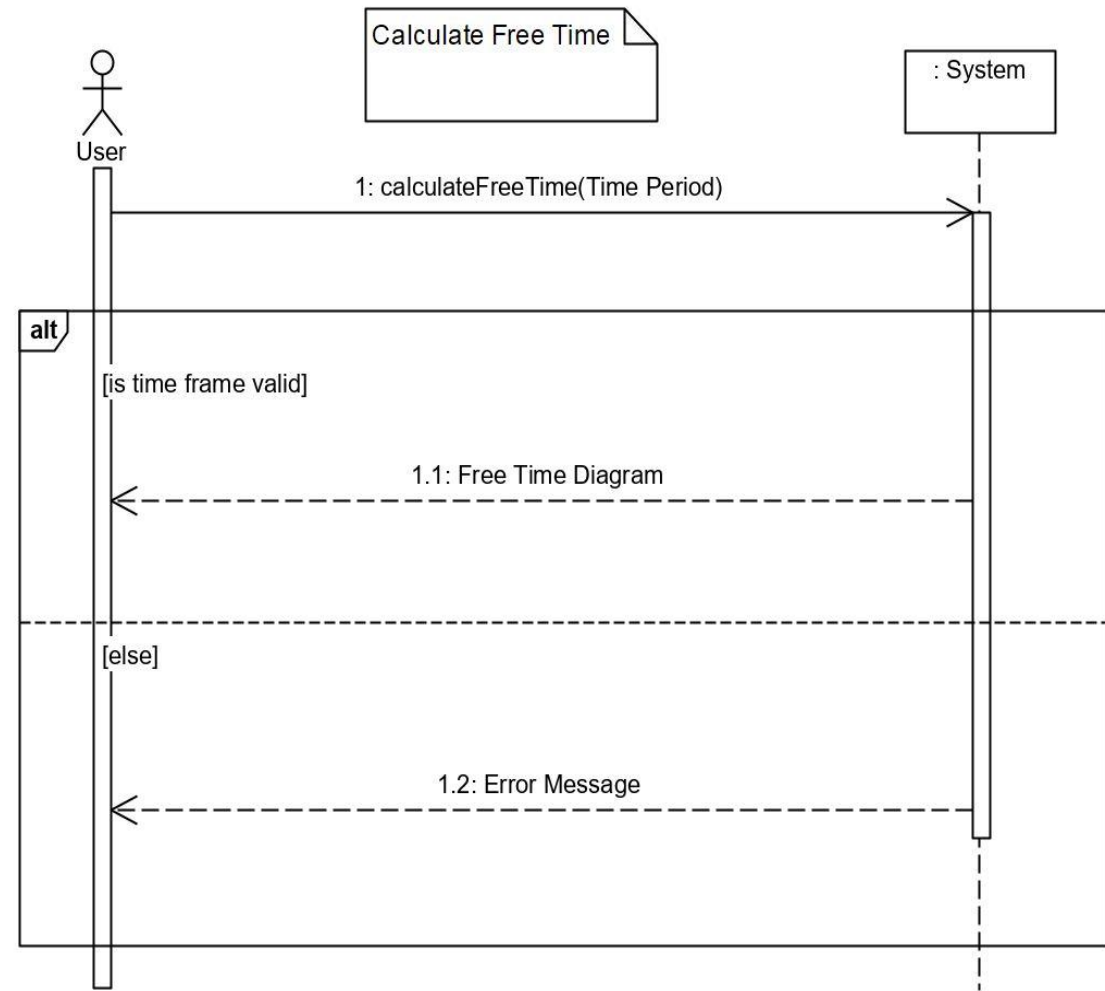 Calculate Free Time
: System
User
1: calculateFreeTime(Time Period)
alt
[is time frame valid]
1.1: Free Time Diagram
[else]
1.2: Error Message